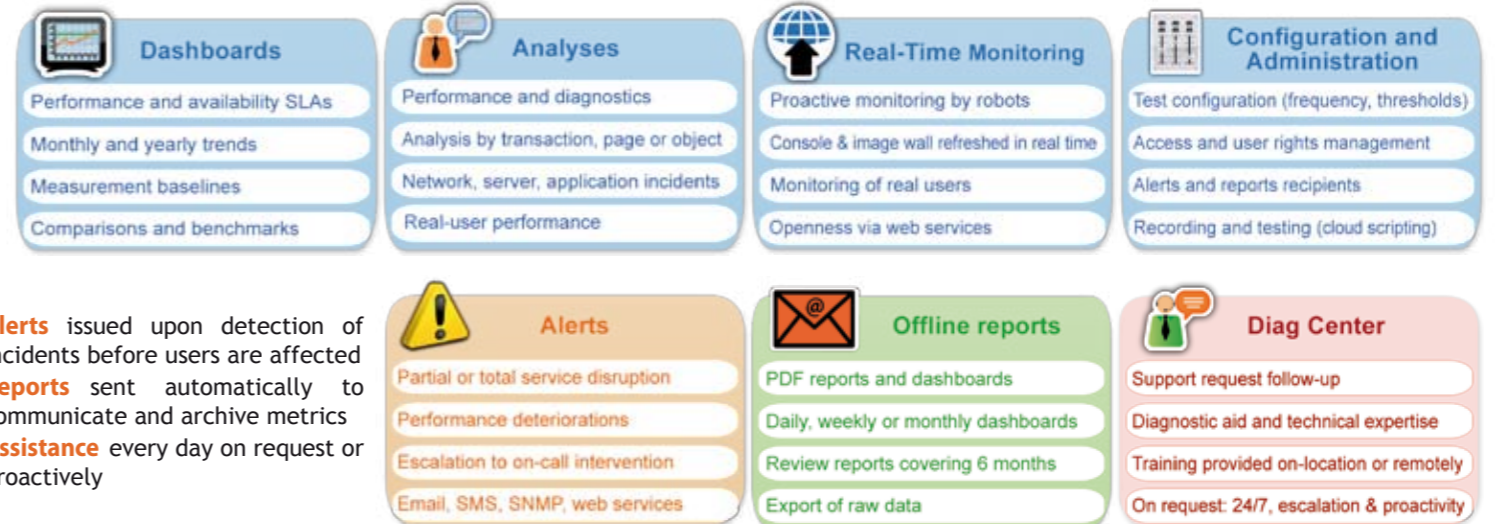 Dashboards
Performance and availability SLAs
Monthly and yearly trends
Measurement baselines
Comparisons and benchmarks
Analyses
Performance and diagnostics
Analysis by transaction, page or object
Network, server, application incidents
Real-user performance
Real-Time Monitoring
Proactive monitoring by robots
Console & image wall refreshed in real time
Monitoring of real users
Openness via web services
Configuration and
Administration
Test configuration (frequency, thresholds)
Access and user rights management
Alerts and reports recipients
Recording and testing (cloud scripting)
lerts issued upon detection of
ncidents before users are affected
eports sent automatically to
ommunicate and archive metrics
ssistance every day on request or
roactively
Alerts
Partial or total service disruption
Performance deteriorations
Escalation to on-call intervention
Email, SMS, SNMP, web services
@
Offline reports
PDF reports and dashboards
Daily, weekly or monthly dashboards
Review reports covering 6 months
Export of raw data
Diag Center
Support request follow-up
Diagnostic aid and technical expertise
Training provided on-location or remotely
On request: 24/7, escalation & proactivity